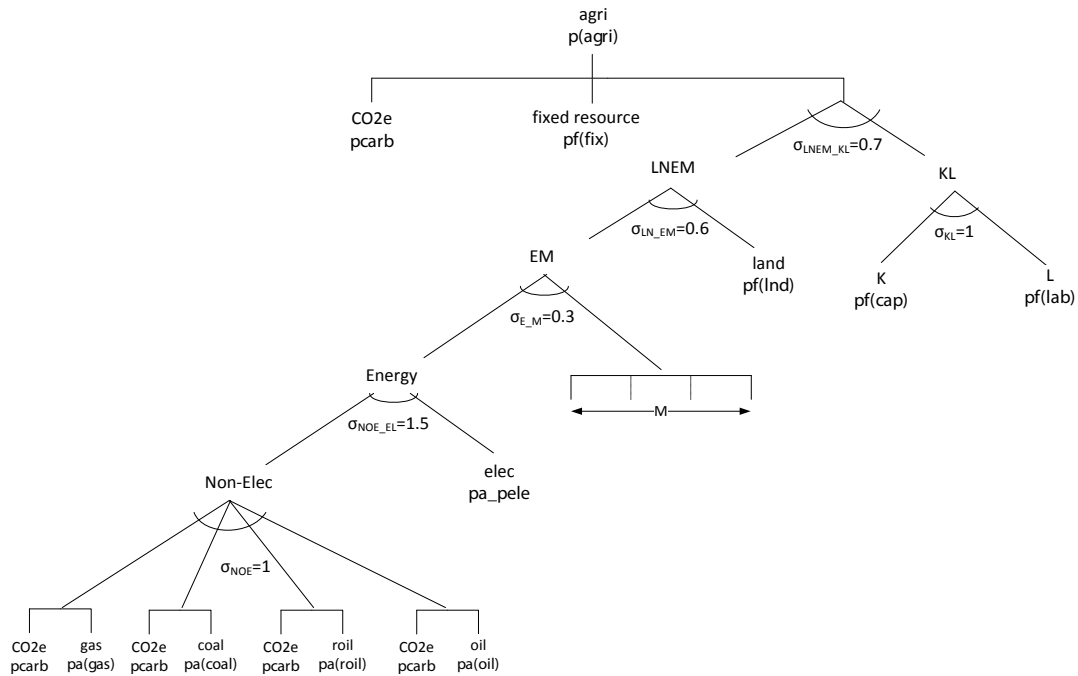 agri
p(agri)
CO2e
pcarb
fixed resource
pf(fix)
σLNEM_KL=0.7
LNEM
KL
σLN_EM=0.6
σKL=1
EM
land
pf(lnd)
K
pf(cap)
L
pf(lab)
σE_M=0.3
Energy
M
σNOE_EL=1.5
elec
pa_pele
Non-Elec
σNOE=1
CO2e
pcarb
gas
pa(gas)
CO2e
pcarb
coal
pa(coal)
CO2e
pcarb
roil
pa(roil)
CO2e
pcarb
oil
pa(oil)